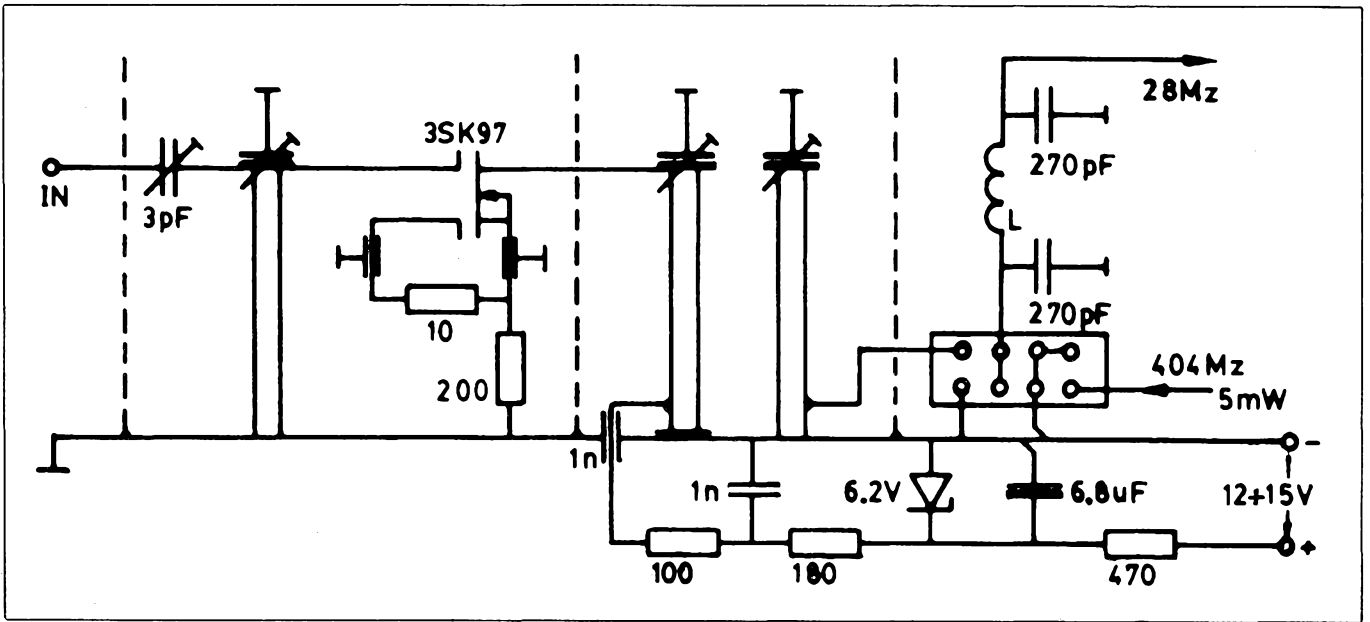 28Mz
3SK97
270pF
IN
3pF
L
10
270pF
200
404Mz
5mW
1n
-
1n
6.2V
6.8uF
12+15V
+
100
180
470